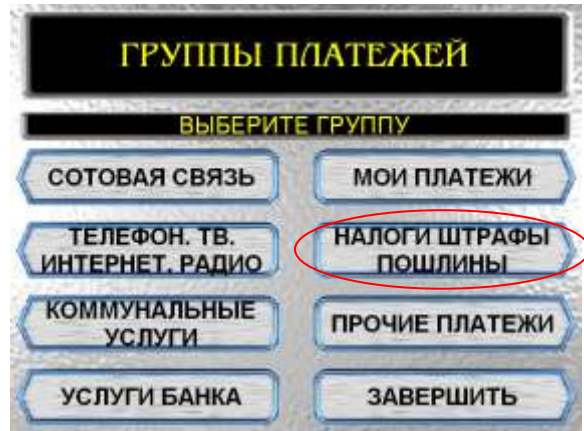 ГРУППЫ ПЛАТЕЖЕЙ
ВЫБЕРИТЕ ГРУППУ
СОТОВАЯ СВЯЗЬ
МОИ ПЛАТЕЖИ
ТЕЛЕФОН. ТВ.
ИНТЕРНЕТ. РАДИО
НАЛОГИ ШТРАФЫ
ПОШЛИНЫ
КОММУНАЛЬНЫЕ
УСЛУГИ
ПРОЧИЕ ПЛАТЕЖИ
УСЛУГИ БАНКА
ЗАВЕРШИТЬ